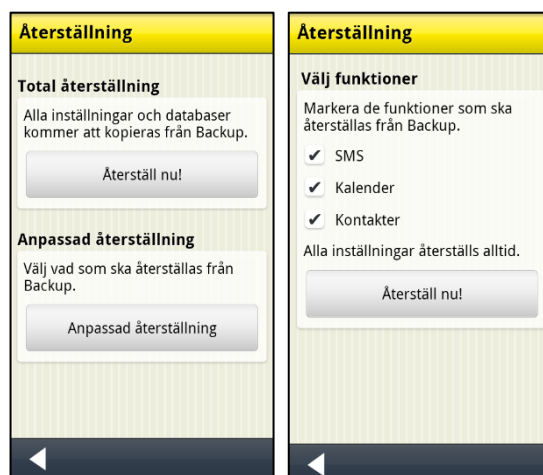 Återställning
Total återställning
Alla inställningar och databaser
kommer att kopieras från Backup.
Återställ nu!
Anpassad återställning
Välj vad som ska återställas från
Backup.
Anpassad återställning
Återställning
Välj funktioner
Markera de funktioner som ska
återställas från Backup.
SMS
Kalender
Kontakter
Alla inställningar återställs alltid.
Återställ nu!